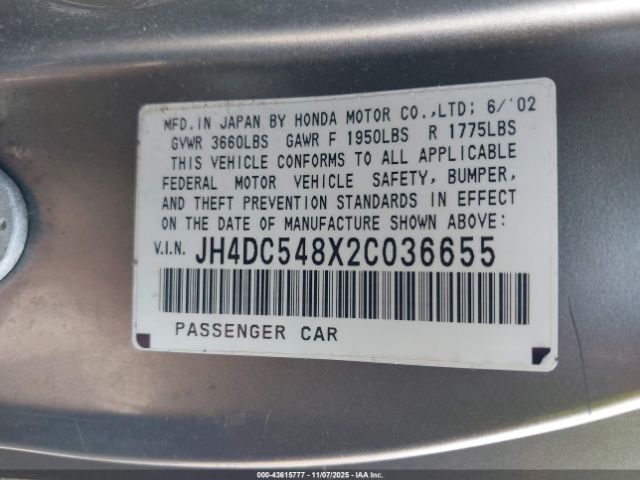 MFD.IN JAPAN BY HONDA MOTOR CO.,LTD; 6/'02
GVWR 3660LBS GAWR F 1950LBS R 1775LBS
THIS VEHICLE CONFORMS TO ALL APPLICABLE
FEDERAL MOTOR VEHICLE SAFETY, BUMPER,
AND THEFT PREVENTION STANDARDS IN EFFECT
ON THE DATE OF MANUFACTURE SHOWN ABOVE:
V.I.N. JH4DC548X2C036655
PASSENGER CAR
000-43615777 - 11/07/2025 - IAAI.COM